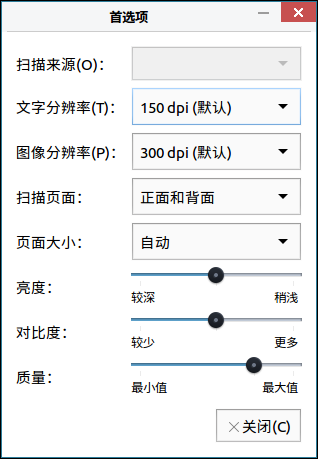 首选项
扫描来源(O)：
文字分辨率(T)： 150 dpi (默认)
图像分辨率(P)： 300 dpi (默认)
扫描页面： 正面和背面
页面大小： 自动
亮度：
较深 稍浅
对比度：
较少 更多
质量：
最小值 最大值
关闭(C)